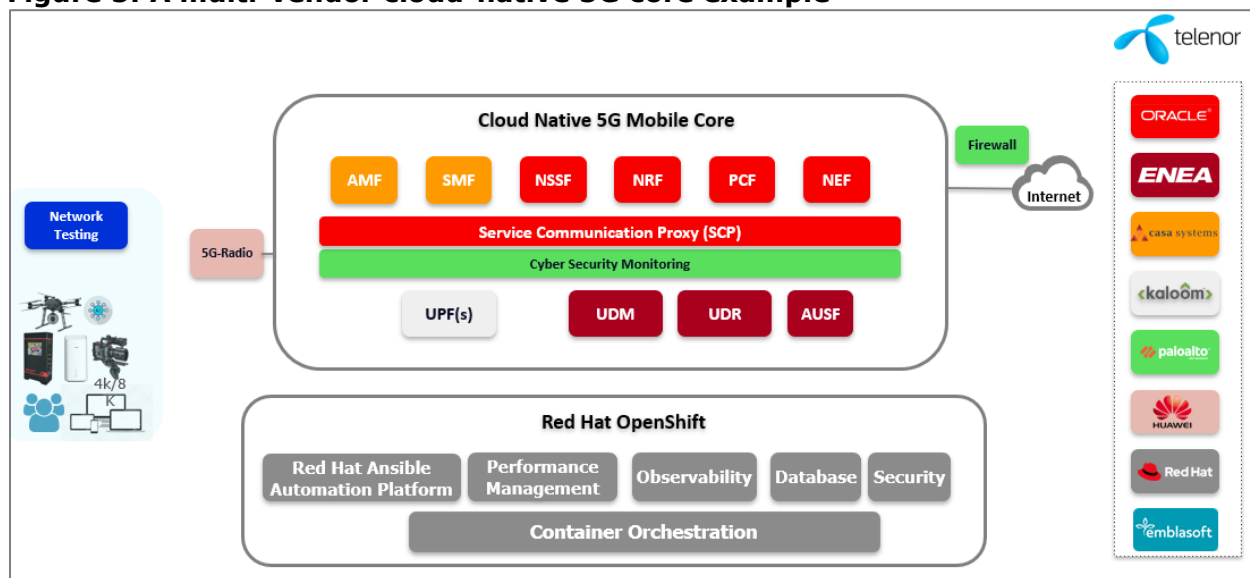 Figure 5: A multi-vendor cloud-native 5G core example
telenor
Cloud Native 5G Mobile Core
ORACLE
Firewall
AMF
SMF
NSSF
NRF
PCF
NEF
ENEA
Internet
Network
Testing
Service Communication Proxy (SCP)
casa systems
5G-Radio
Cyber Security Monitoring
UPF(s)
UDM
UDR
AUSF
kaloom
paloalto
4k/8
K
HUAWEI
Red Hat OpenShift
Red Hat Ansible
Automation Platform
Performance
Management
Observability
Database
Security
Red Hat
Container Orchestration
emblasoft